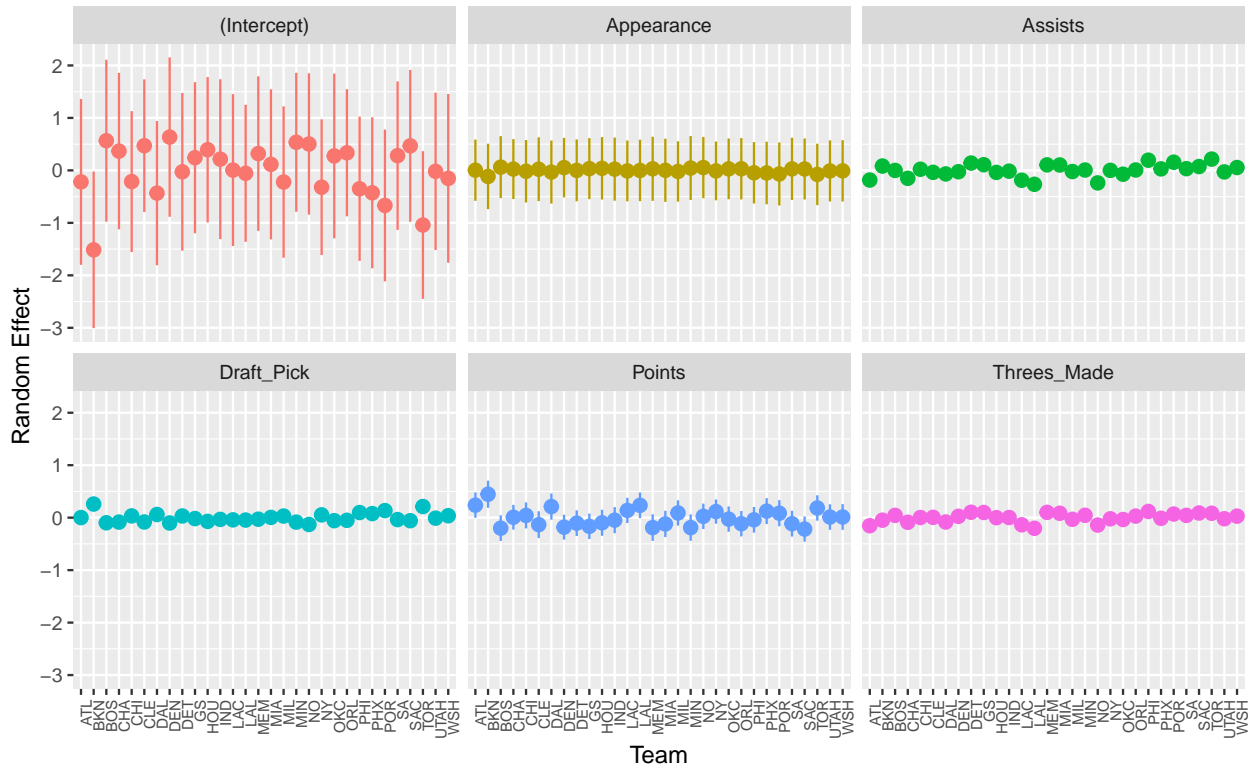 (Intercept) Appearance Assists
2
1
0
−1
−2
−3
Draft_Pick Points Threes_Made
2
1
0
−1
−2
−3
Random Effect
ATL BKN BOS CHA CHI CLE DAL DEN DET GS HOU IND LAC LAL MEM MIA MIL MIN NO NY OKC ORL PHI PHX POR SA SAC TOR UTAH WSH
ATL BKN BOS CHA CHI CLE DAL DEN DET GS HOU IND LAC LAL MEM MIA MIL MIN NO NY OKC ORL PHI PHX POR SA SAC TOR UTAH WSH
ATL BKN BOS CHA CHI CLE DAL DEN DET GS HOU IND LAC LAL MEM MIA MIL MIN NO NY OKC ORL PHI PHX POR SA SAC TOR UTAH WSH
Team